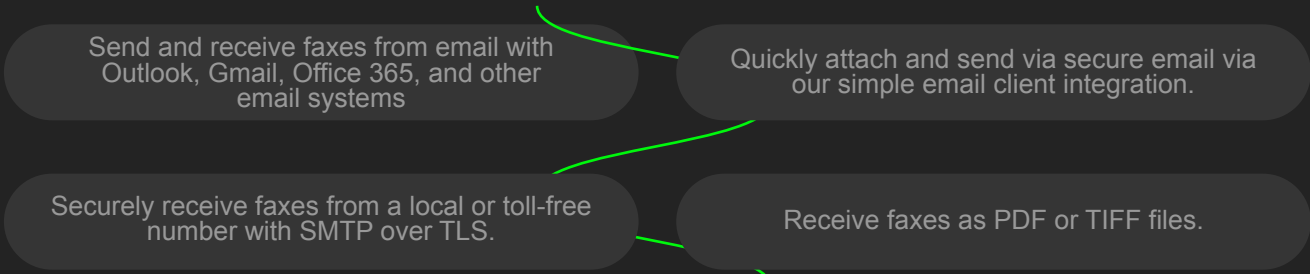 Send and receive faxes from email with
Outlook, Gmail, Office 365, and other
email systems
Quickly attach and send via secure email via
our simple email client integration.
Securely receive faxes from a local or toll-free
number with SMTP over TLS.
Receive faxes as PDF or TIFF files.